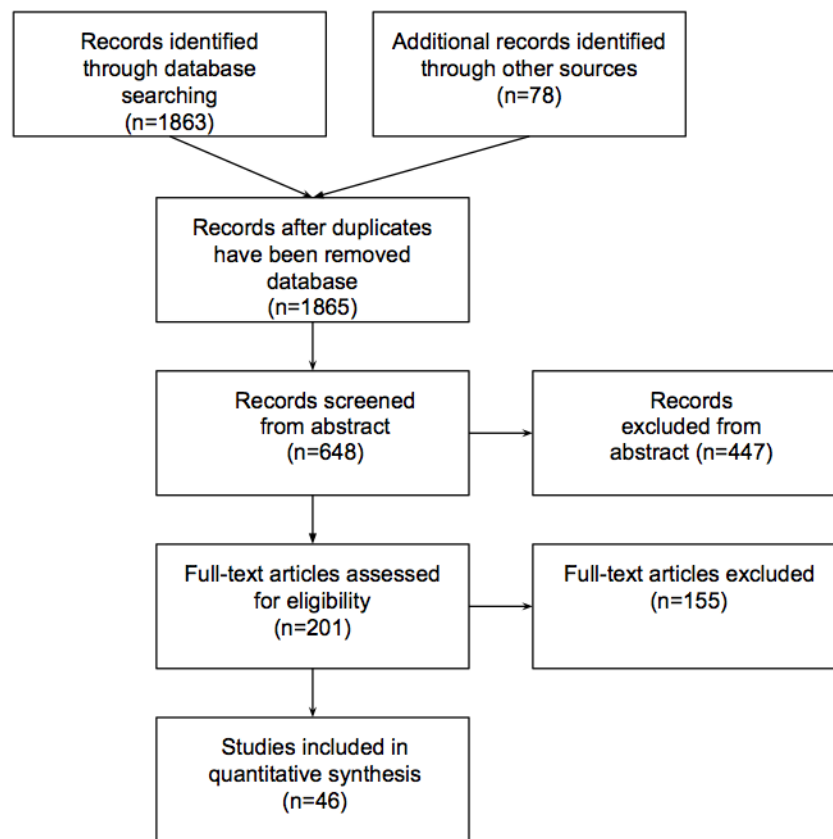 Records identified
through database
searching
(n=1863)
Additional records identified
through other sources
(n=78)
Records after duplicates
have been removed
database
(n=1865)
Records screened
from abstract
(n=648)
Records
excluded from
abstract (n=447)
Full-text articles assessed
for eligibility
(n=201)
Full-text articles excluded
(n=155)
Studies included in
quantitative synthesis
(n=46)